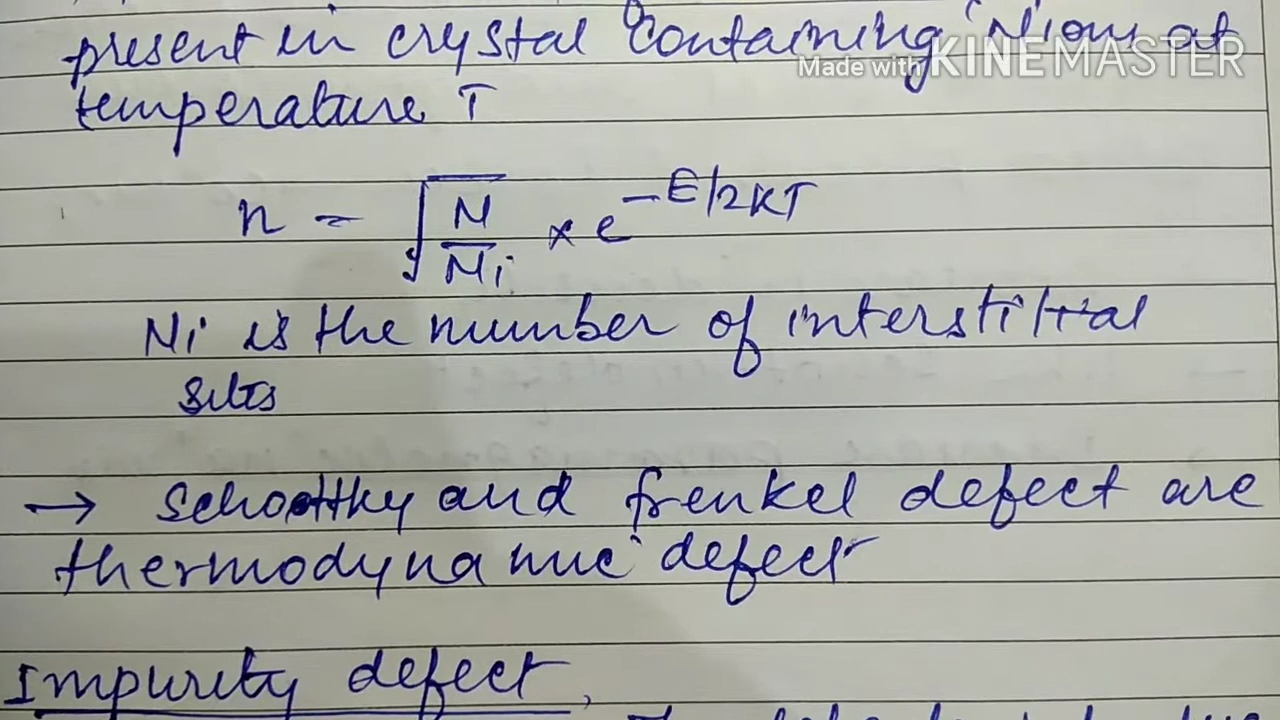 present in crystal containing N ions at
Made with KINEMASTER
temperature T
n = √N/Ni × e^-E/2KT
Ni is the number of interstitial
sites
→ Schottky and frenkel defect are
thermodynamic defect
Impurity defect